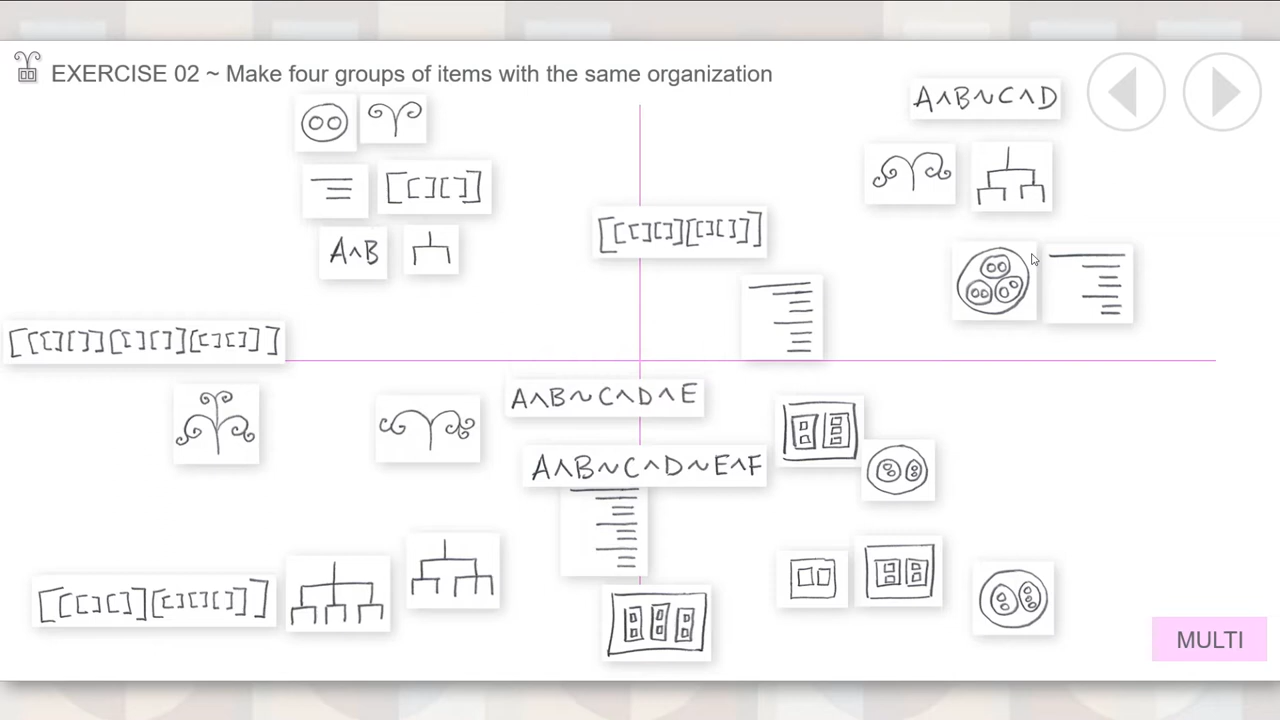 EXERCISE 02 ~ Make four groups of items with the same organization
A∧B~C∧D
[[][]]
[[[][]][[][]]]
A∧B
[[[][]][[][]][[][]]]
A∧B~C∧D∧E
A∧B~C∧D~E∧F
[[[][]][[][][]]]
MULTI